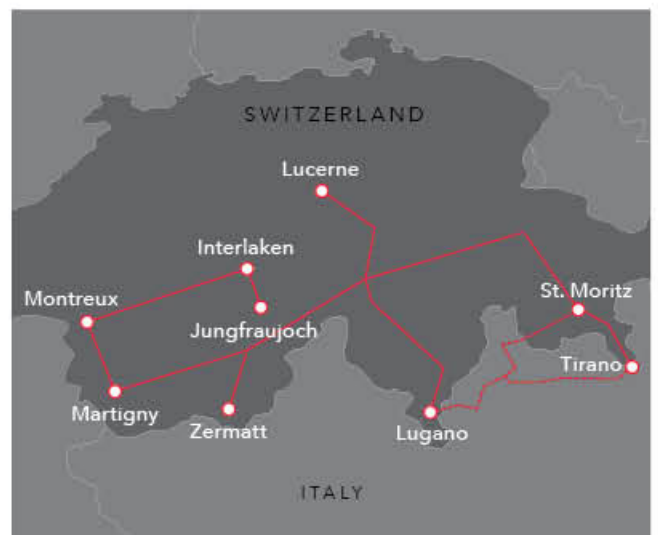 SWITZERLAND
Lucerne
Interlaken
St. Moritz
Montreux
Jungfraujoch
Tirano
Martigny
Zermatt
Lugano
ITALY